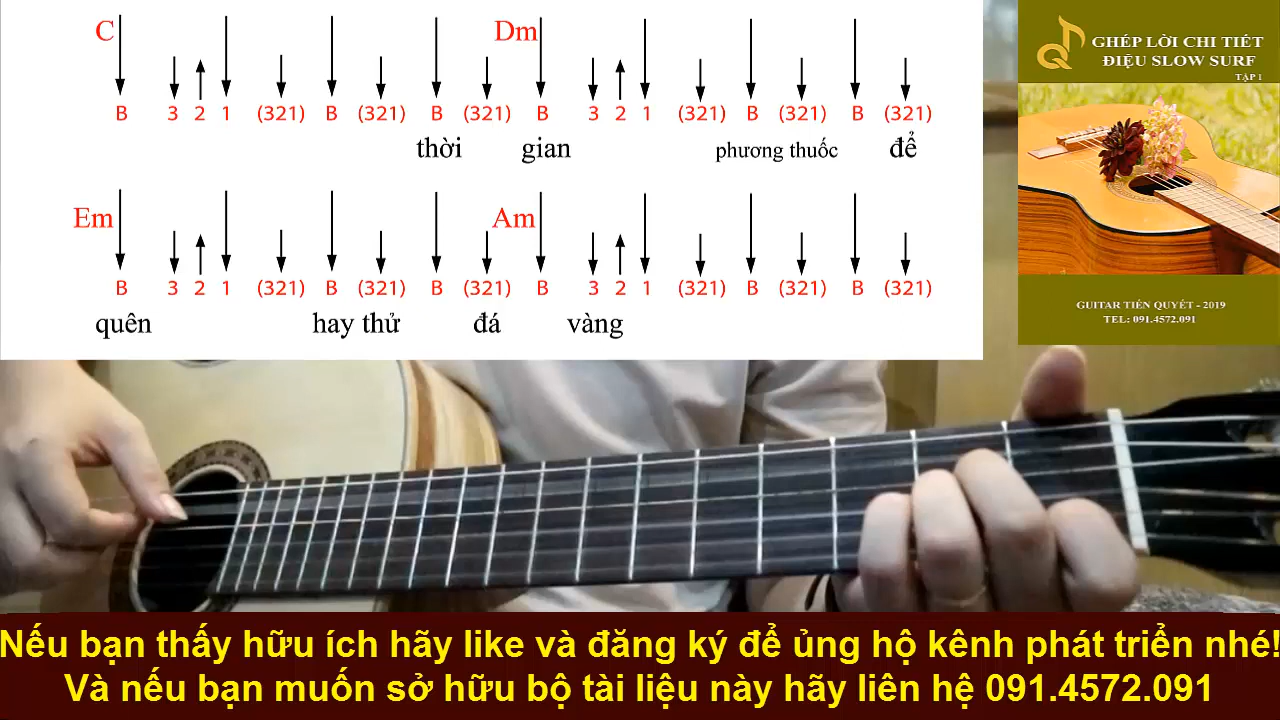 C Dm
B 3 2 1 (321) B (321) B (321) B 3 2 1 (321) B (321) B (321)
thời gian phương thuốc để
Em Am
B 3 2 1 (321) B (321) B (321) B 3 2 1 (321) B (321) B (321)
quên hay thử đá vàng
GHÉP LỜI CHI TIẾT
ĐIỆU SLOW SURF
TẬP 1
GUITAR TIẾN QUYẾT - 2019
TEL: 091.4572.091
Nếu bạn thấy hữu ích hãy like và đăng ký để ủng hộ kênh phát triển nhé!
Và nếu bạn muốn sở hữu bộ tài liệu này hãy liên hệ 091.4572.091